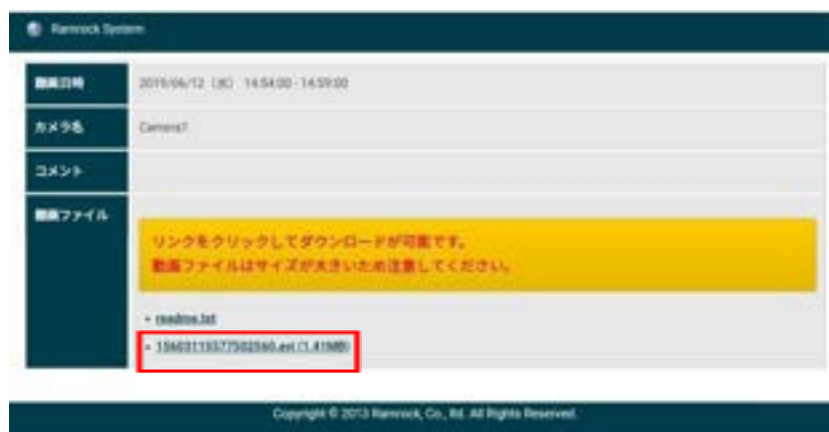 Ramrock System
動画日時 2019/06/12 (水) 14:54:00 - 14:59:00
カメラ名 Camera1
コメント
動画ファイル
リンクをクリックしてダウンロードが可能です。
動画ファイルはサイズが大きいため注意してください。
readme.txt
Copyright © 2013 Ramrock, Co., ltd. All Rights Reserved.